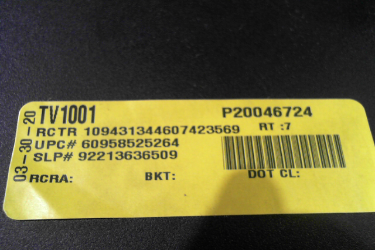 03-30-20
TV1001 P20046724
RCTR 109431344607423569 RT :7
UPC# 60958525264
SLP# 92213636509
RCRA: BKT: DOT CL: